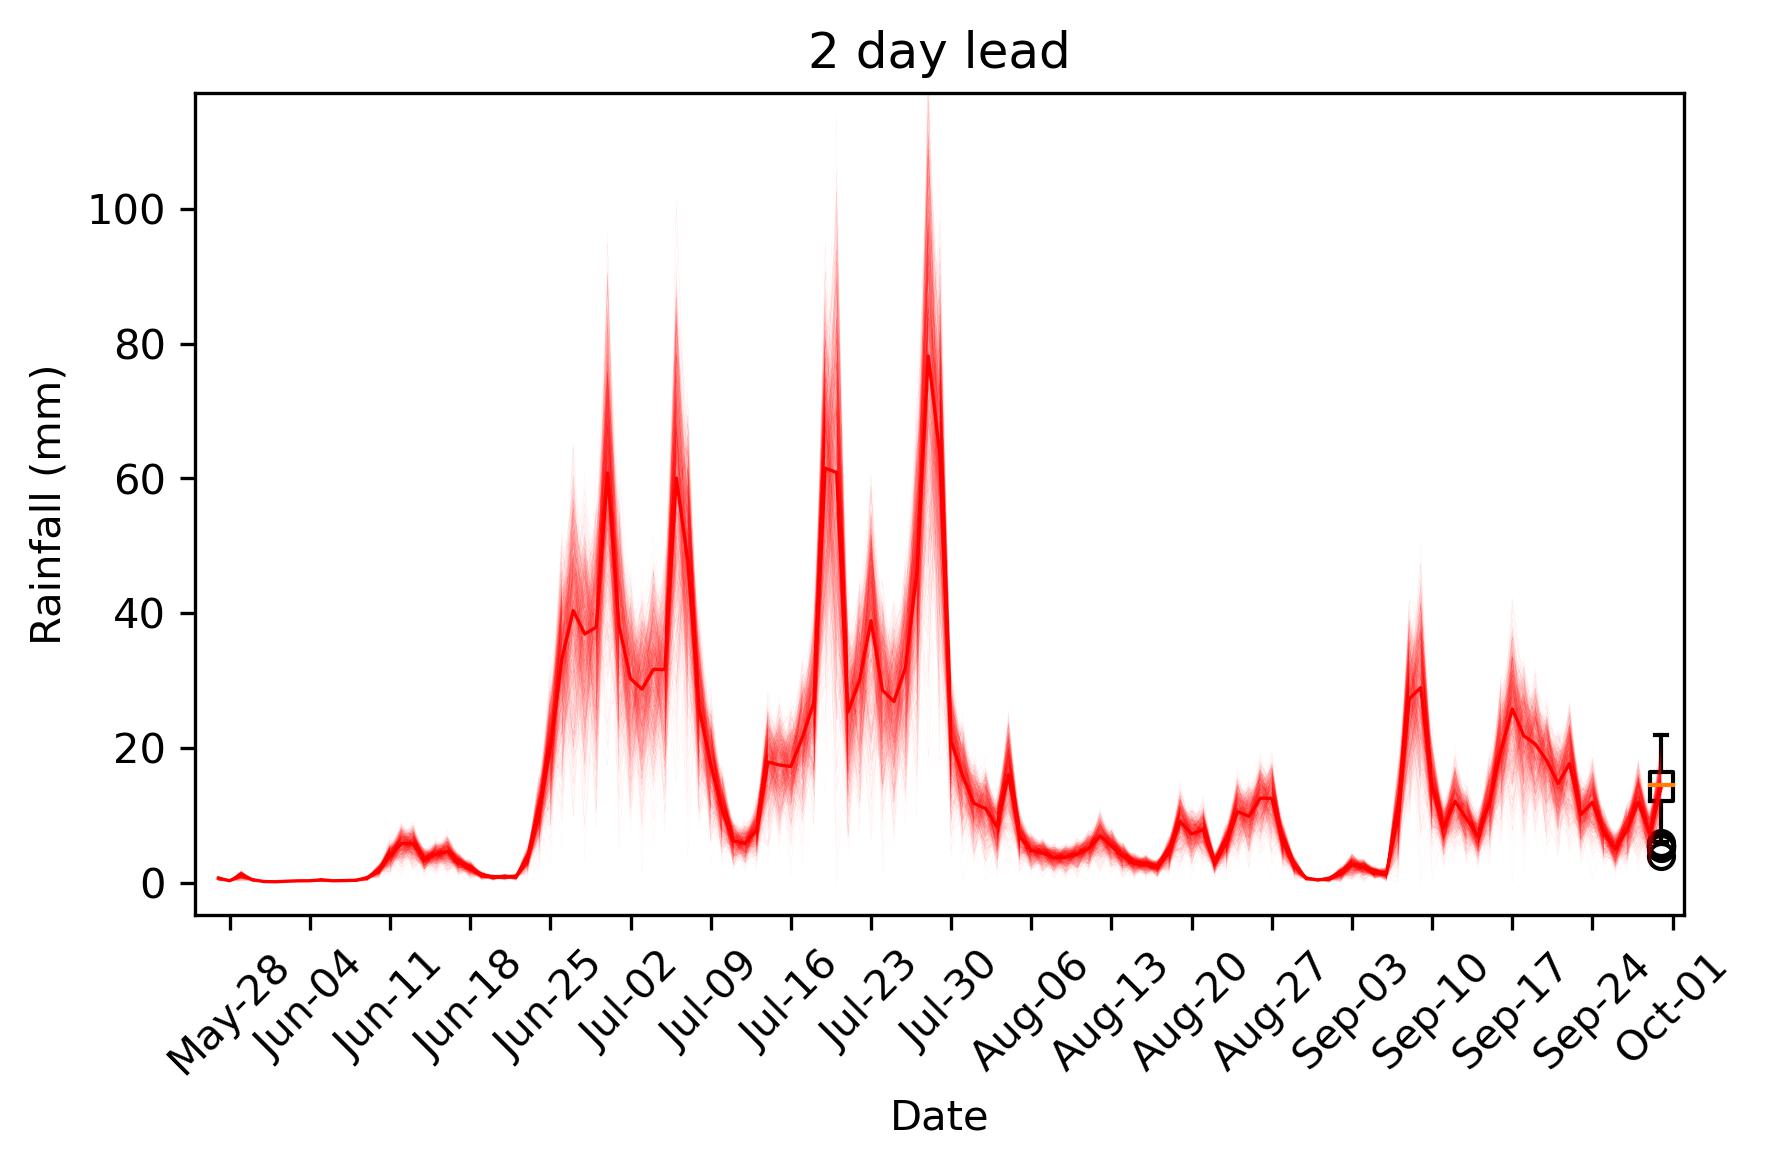 2 day lead
Rainfall (mm)
100
80
60
40
20
0
May-28
Jun-04
Jun-11
Jun-18
Jun-25
Jul-02
Jul-09
Jul-16
Jul-23
Jul-30
Aug-06
Aug-13
Aug-20
Aug-27
Sep-03
Sep-10
Sep-17
Sep-24
Oct-01
Date